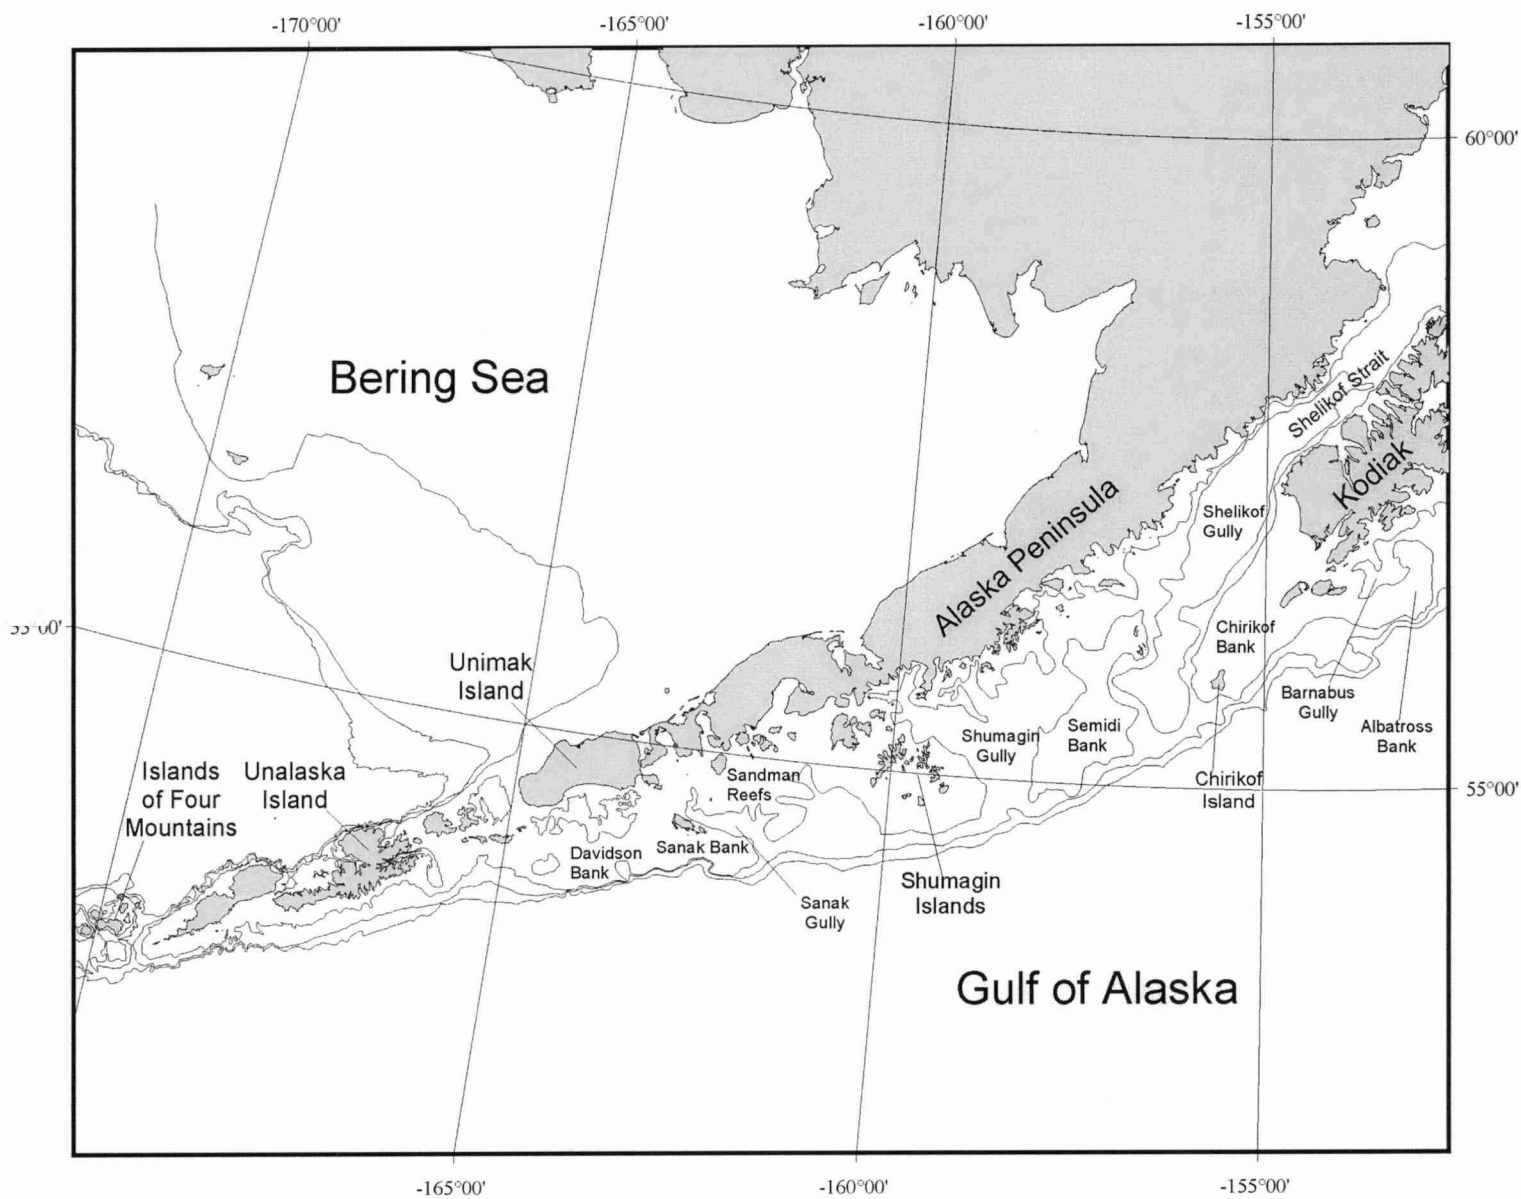 -170°00'
-165°00'
-160°00'
-155°00'
60°00'
Bering Sea
Shelikof Strait
Kodiak
Alaska Peninsula
Shelikof
Gully
Chirikof
Bank
Unimak
Island
Barnabus
Gully
Albatross
Bank
Shumagin
Gully
Semidi
Bank
Islands
of Four
Mountains
Unalaska
Island
Sandman
Reefs
Chirikof
Island
55°00'
Davidson
Bank
Sanak Bank
Shumagin
Islands
Sanak
Gully
Gulf of Alaska
-165°00'
-160°00'
-155°00'